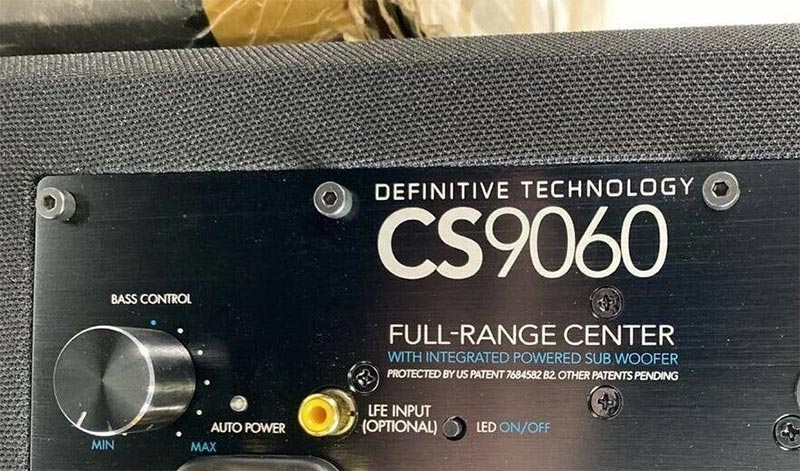 DEFINITIVE TECHNOLOGY
CS9060
BASS CONTROL
FULL-RANGE CENTER
WITH INTEGRATED POWERED SUB WOOFER
PROTECTED BY US PATENT 7684582 B2. OTHER PATENTS PENDING
MIN
MAX
AUTO POWER
LFE INPUT
(OPTIONAL)
LED ON/OFF